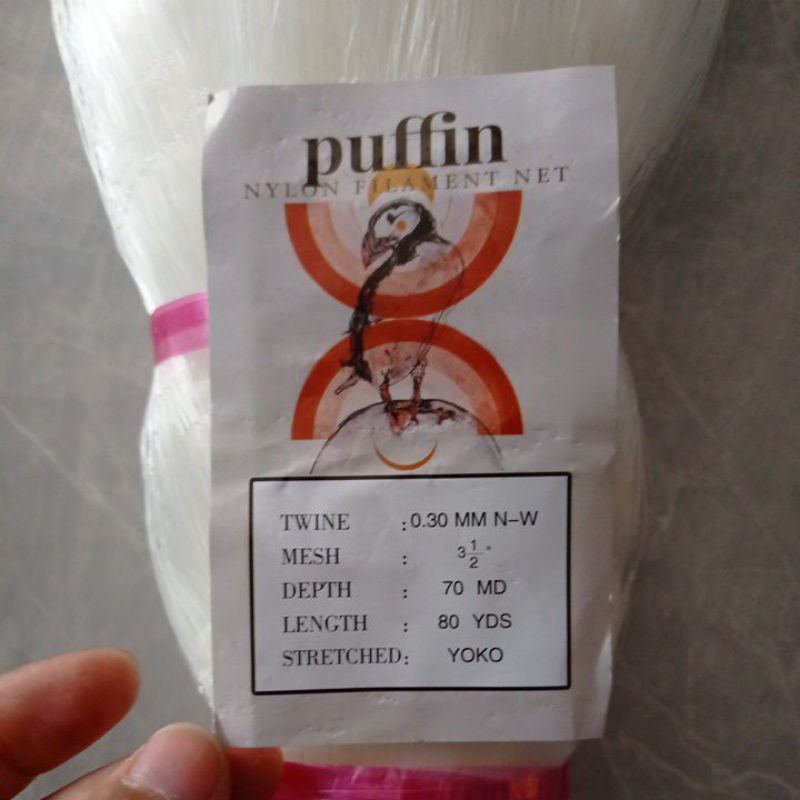 puffin
NYLON FILAMENT NET
TWINE : 0.30 MM N-W
MESH : 3 1/2"
DEPTH : 70 MD
LENGTH : 80 YDS
STRETCHED: YOKO